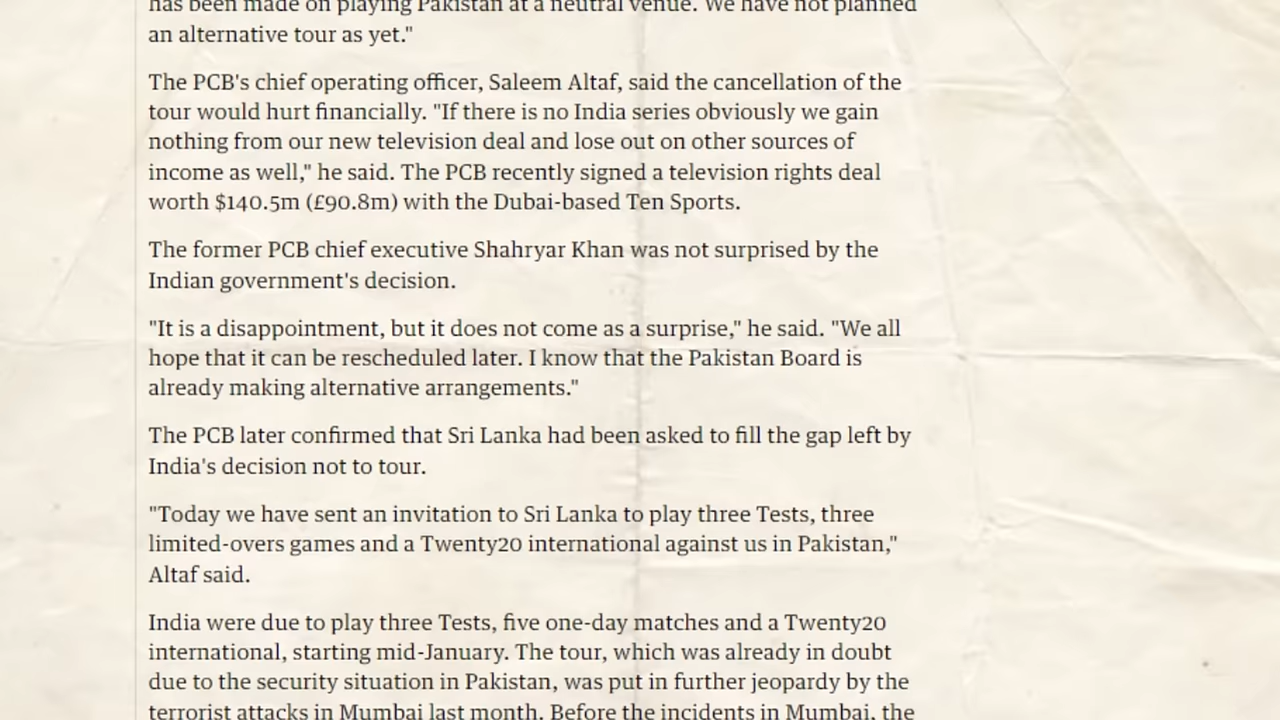 has been made on playing Pakistan at a neutral venue. We have not planned
an alternative tour as yet."
The PCB's chief operating officer, Saleem Altaf, said the cancellation of the
tour would hurt financially. "If there is no India series obviously we gain
nothing from our new television deal and lose out on other sources of
income as well," he said. The PCB recently signed a television rights deal
worth $140.5m (£90.8m) with the Dubai-based Ten Sports.
The former PCB chief executive Shahryar Khan was not surprised by the
Indian government's decision.
"It is a disappointment, but it does not come as a surprise," he said. "We all
hope that it can be rescheduled later. I know that the Pakistan Board is
already making alternative arrangements."
The PCB later confirmed that Sri Lanka had been asked to fill the gap left by
India's decision not to tour.
"Today we have sent an invitation to Sri Lanka to play three Tests, three
limited-overs games and a Twenty20 international against us in Pakistan,"
Altaf said.
India were due to play three Tests, five one-day matches and a Twenty20
international, starting mid-January. The tour, which was already in doubt
due to the security situation in Pakistan, was put in further jeopardy by the
terrorist attacks in Mumbai last month. Before the incidents in Mumbai, the